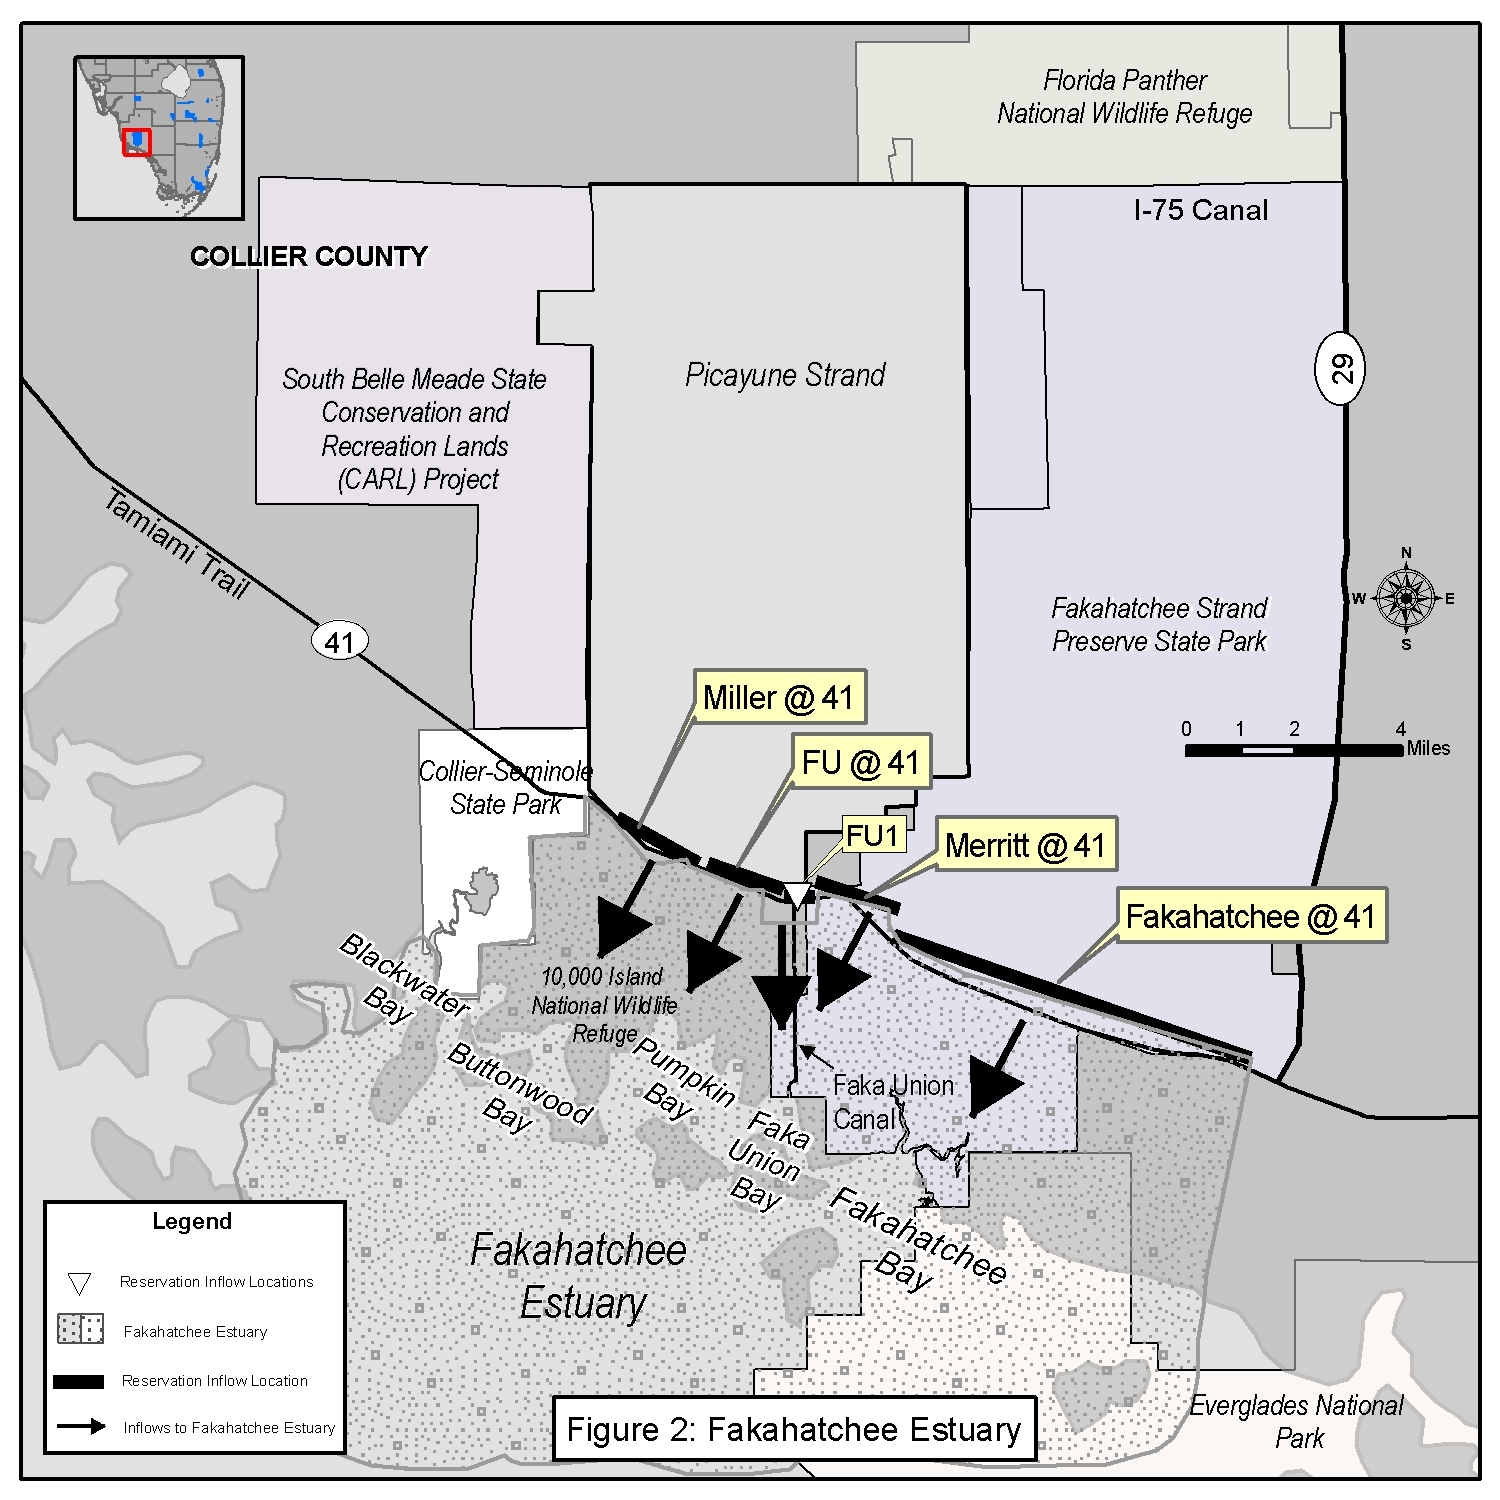 Florida Panther
National Wildlife Refuge
I-75 Canal
COLLIER COUNTY
29
South Belle Meade State
Conservation and
Recreation Lands
(CARL) Project
Picayune Strand
Tamiami Trail
41
N
W
E
S
Fakahatchee Strand
Preserve State Park
Miller @ 41
0 1 2 4
Miles
FU @ 41
Collier-Seminole
State Park
FU1
Merritt @ 41
Fakahatchee @ 41
Blackwater
Bay
10,000 Island
National Wildlife
Refuge
Buttonwood
Bay
Pumpkin
Bay
Faka Union
Canal
Faka
Union
Bay
Fakahatchee
Bay
Fakahatchee
Estuary
Legend
Reservation Inflow Locations
Fakahatchee Estuary
Reservation Inflow Location
Inflows to Fakahatchee Estuary
Everglades National
Park
Figure 2: Fakahatchee Estuary